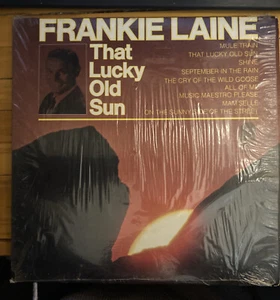 FRANKIE LAINE
That
Lucky
Old
Sun
MULE TRAIN
THAT LUCKY OLD SUN
SHINE
SEPTEMBER IN THE RAIN
THE CRY OF THE WILD GOOSE
ALL OF ME
MUSIC MAESTRO PLEASE
MAM'SELLE
ON THE SUNNY SIDE OF THE STREET